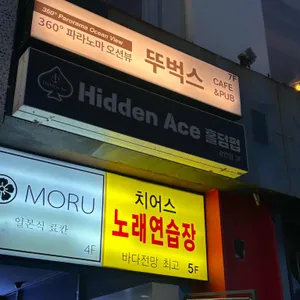 360° Panorama Ocean View
360° 파라노마 오션뷰
뚜벅스
7F
CAFE
&PUB
Hidden Ace 홀덤펍
MORU
일본식 료칸
4F
치어스
노래연습장
바다전망 최고 5F